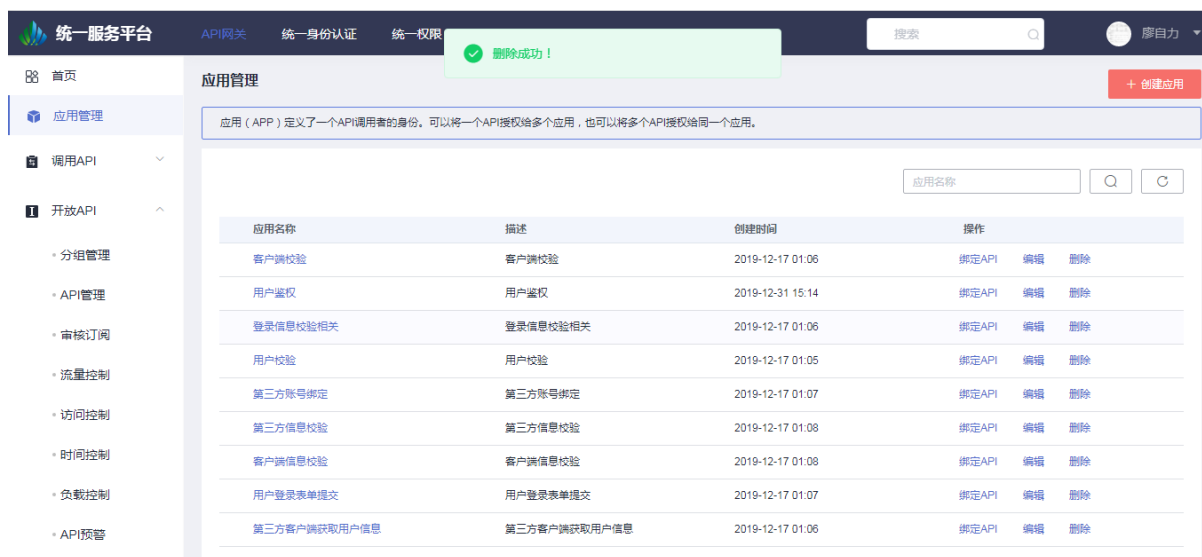 统一服务平台 API网关 统一身份认证 统一权限 搜索 廖自力
删除成功！
首页
应用管理
调用API
开放API
分组管理
API管理
审核订阅
流量控制
访问控制
时间控制
负载控制
API预警
应用管理
+ 创建应用
应用（APP）定义了一个API调用者的身份。可以将一个API授权给多个应用，也可以将多个API授权给同一个应用。
应用名称
应用名称 描述 创建时间 操作
客户端校验 客户端校验 2019-12-17 01:06 绑定API 编辑 删除
用户鉴权 用户鉴权 2019-12-31 15:14 绑定API 编辑 删除
登录信息校验相关 登录信息校验相关 2019-12-17 01:06 绑定API 编辑 删除
用户校验 用户校验 2019-12-17 01:05 绑定API 编辑 删除
第三方账号绑定 第三方账号绑定 2019-12-17 01:07 绑定API 编辑 删除
第三方信息校验 第三方信息校验 2019-12-17 01:08 绑定API 编辑 删除
客户端信息校验 客户端信息校验 2019-12-17 01:08 绑定API 编辑 删除
用户登录表单提交 用户登录表单提交 2019-12-17 01:07 绑定API 编辑 删除
第三方客户端获取用户信息 第三方客户端获取用户信息 2019-12-17 01:06 绑定API 编辑 删除